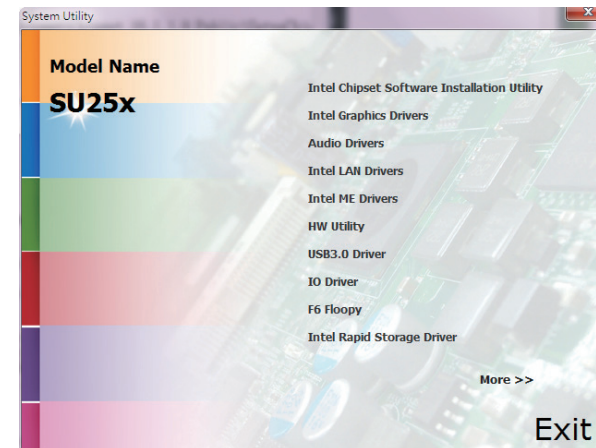 System Utility
Model Name
SU25x
Intel Chipset Software Installation Utility
Intel Graphics Drivers
Audio Drivers
Intel LAN Drivers
Intel ME Drivers
HW Utility
USB3.0 Driver
IO Driver
F6 Floopy
Intel Rapid Storage Driver
More >>
Exit